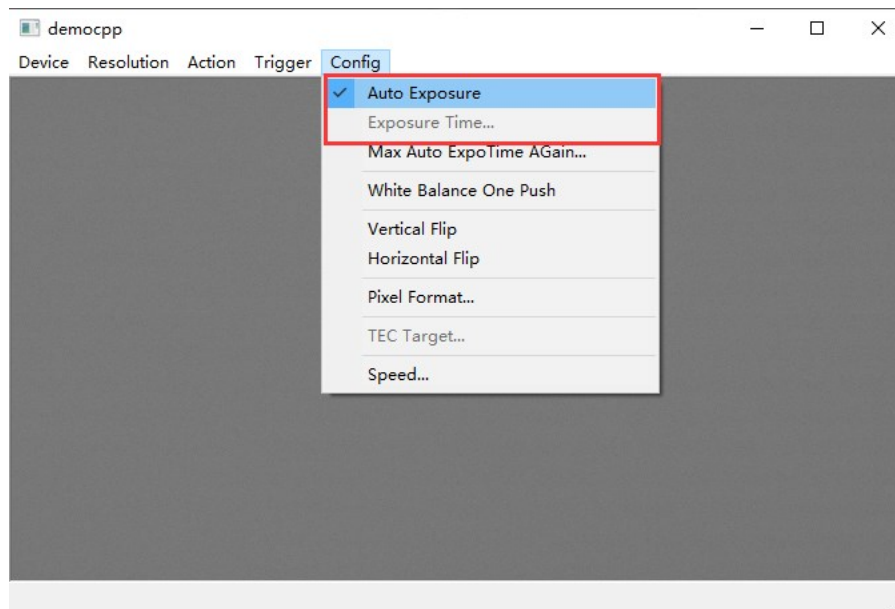 democpp
Device Resolution Action Trigger Config
Auto Exposure
Exposure Time...
Max Auto ExpoTime AGain...
White Balance One Push
Vertical Flip
Horizontal Flip
Pixel Format...
TEC Target...
Speed...